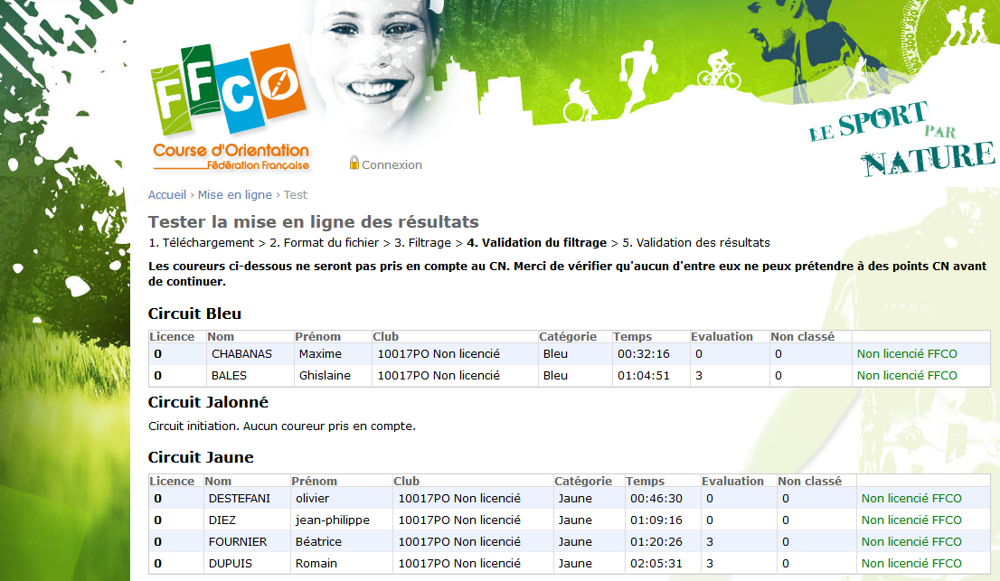 FFCO
Course d'Orientation
Fédération Française
LE SPORT
PAR
NATURE
Connexion
Accueil › Mise en ligne › Test
Tester la mise en ligne des résultats
1. Téléchargement > 2. Format du fichier > 3. Filtrage > 4. Validation du filtrage > 5. Validation des résultats
Les coureurs ci-dessous ne seront pas pris en compte au CN. Merci de vérifier qu'aucun d'entre eux ne peux prétendre à des points CN avant
de continuer.
Circuit Bleu
Licence Nom Prénom Club Catégorie Temps Evaluation Non classé
0 CHABANAS Maxime 10017PO Non licencié Bleu 00:32:16 0 0 Non licencié FFCO
0 BALES Ghislaine 10017PO Non licencié Bleu 01:04:51 3 0 Non licencié FFCO
Circuit Jalonné
Circuit initiation. Aucun coureur pris en compte.
Circuit Jaune
Licence Nom Prénom Club Catégorie Temps Evaluation Non classé
0 DESTEFANI olivier 10017PO Non licencié Jaune 00:46:30 0 0 Non licencié FFCO
0 DIEZ jean-philippe 10017PO Non licencié Jaune 01:09:16 0 0 Non licencié FFCO
0 FOURNIER Béatrice 10017PO Non licencié Jaune 01:20:26 3 0 Non licencié FFCO
0 DUPUIS Romain 10017PO Non licencié Jaune 02:05:31 3 0 Non licencié FFCO